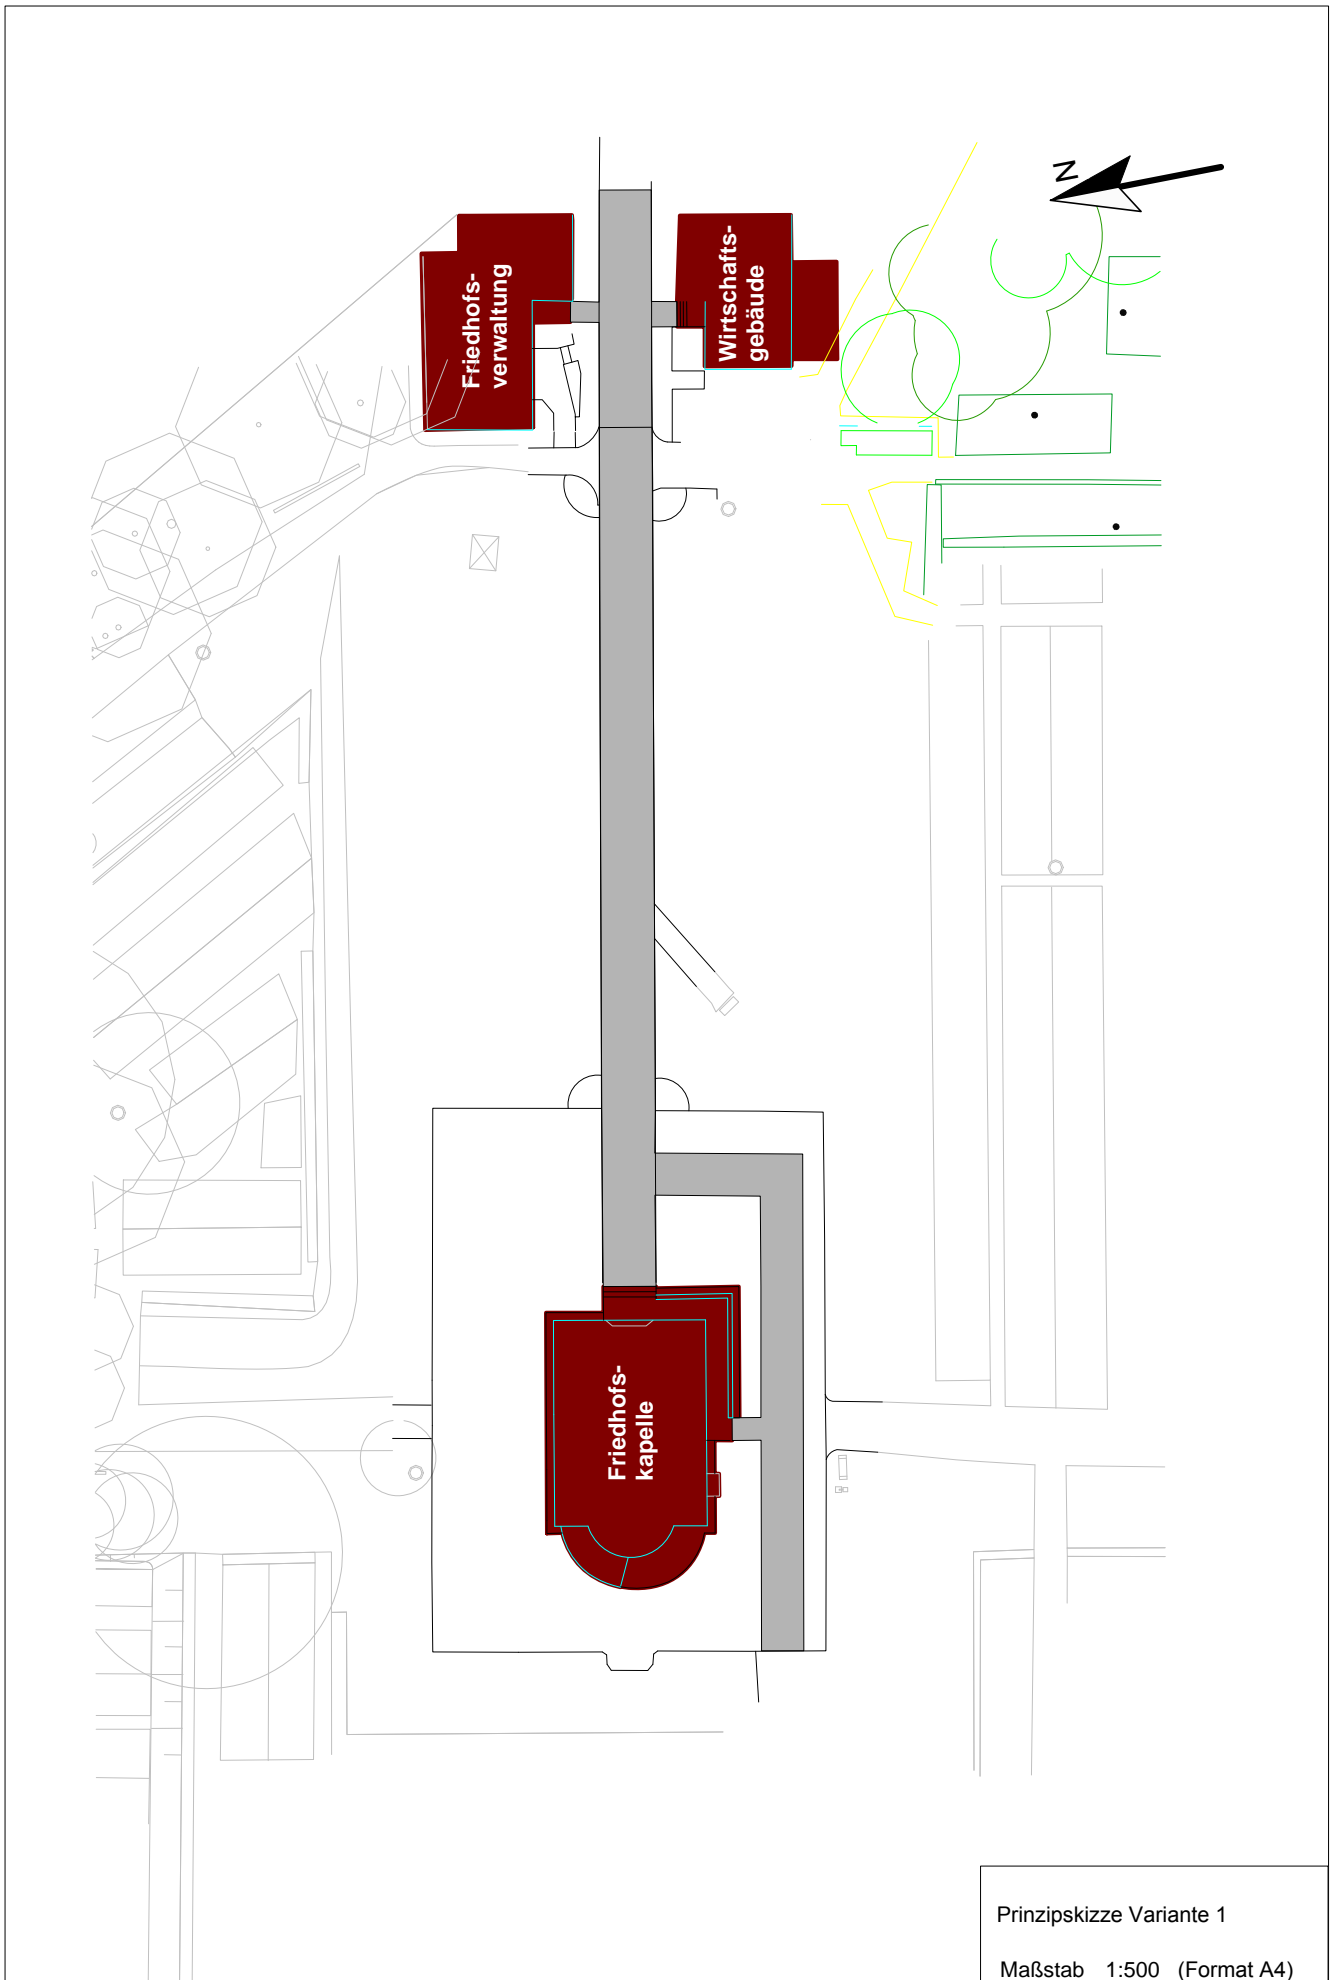 N
Friedhofs-
verwaltung
Wirtschafts-
gebäude
Friedhofs-
kapelle
Prinzipskizze Variante 1
Maßstab 1:500 (Format A4)